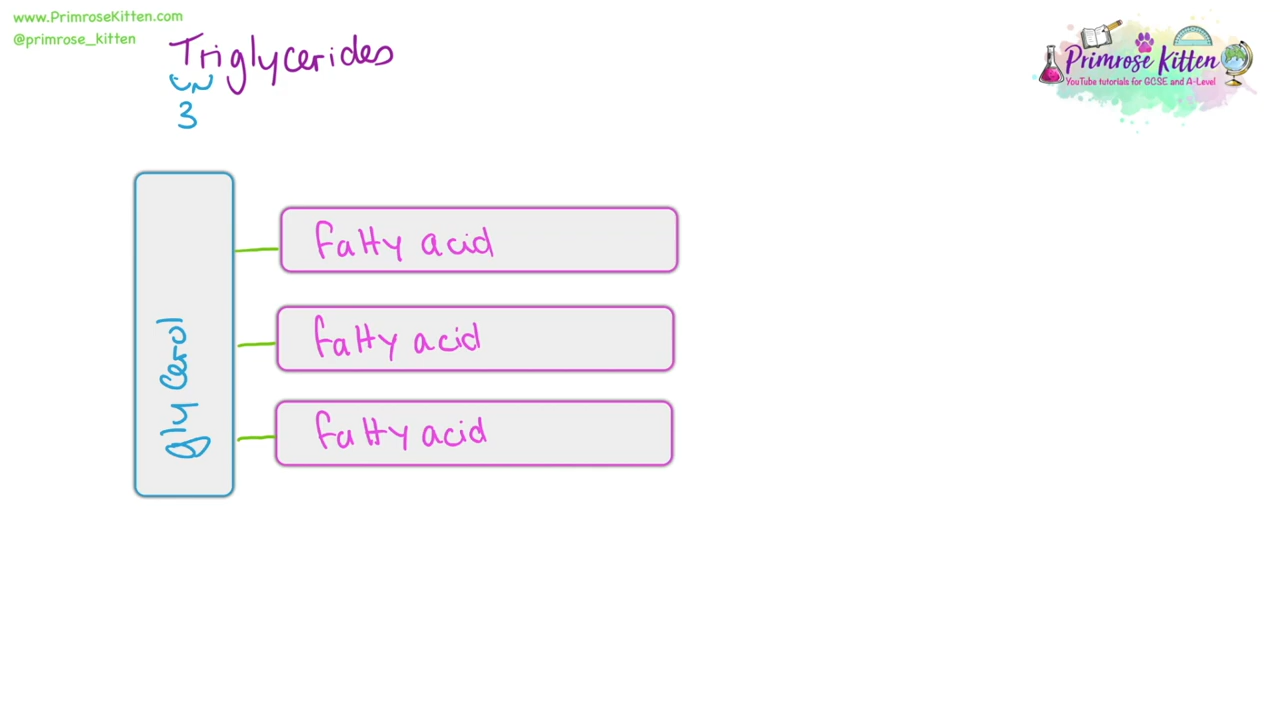 www.PrimroseKitten.com
@primrose_kitten
Triglycerides
3
Primrose Kitten
YouTube tutorials for GCSE and A-Level
glycerol
fatty acid
fatty acid
fatty acid